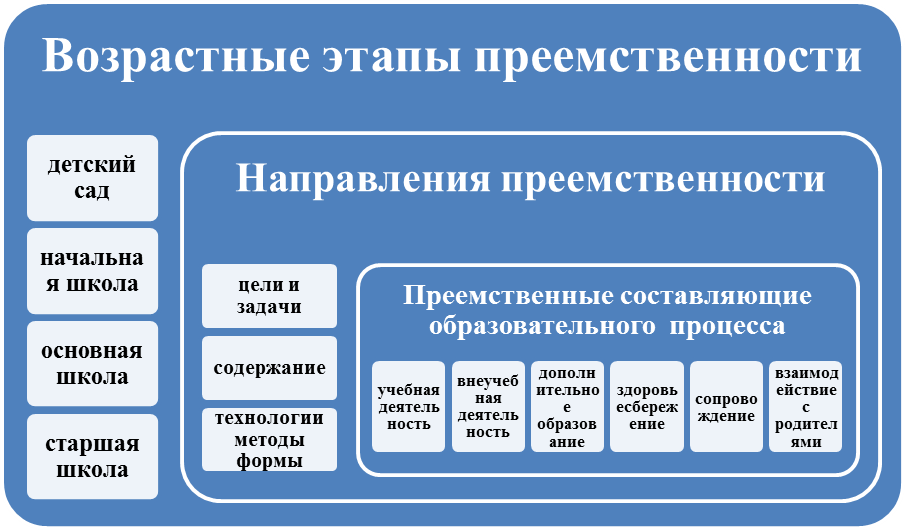 Возрастные этапы преемственности
детский
сад
начальна
я школа
основная
школа
старшая
школа
Направления преемственности
цели и
задачи
содержание
технологии
методы
формы
Преемственные составляющие
образовательного процесса
учебная
деятель
ность
внеучеб
ная
деятель
ность
дополн
ительно
е
образов
ание
здоровь
есбереж
ение
сопрово
ждение
взаимод
ействие
с
родител
ями